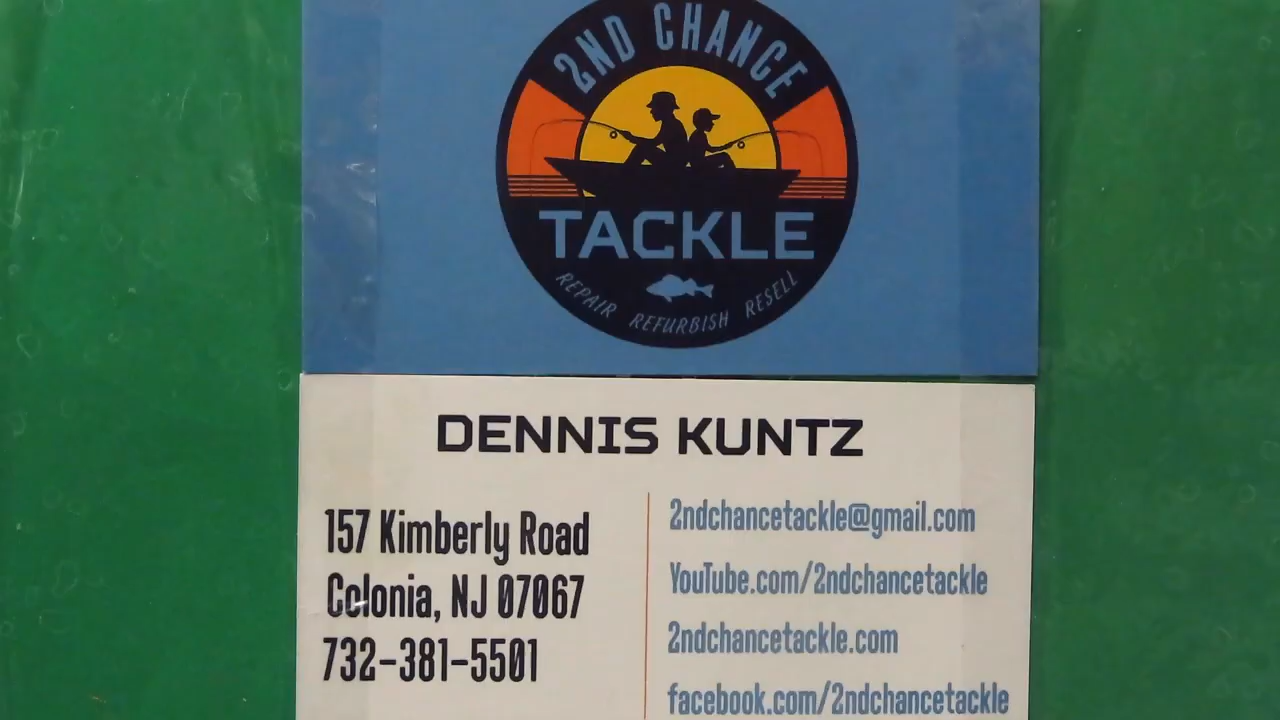 2ND CHANCE
TACKLE
REPAIR REFURBISH RESELL
DENNIS KUNTZ
157 Kimberly Road
Colonia, NJ 07067
732-381-5501
2ndchancetackle@gmail.com
YouTube.com/2ndchancetackle
2ndchancetackle.com
facebook.com/2ndchancetackle